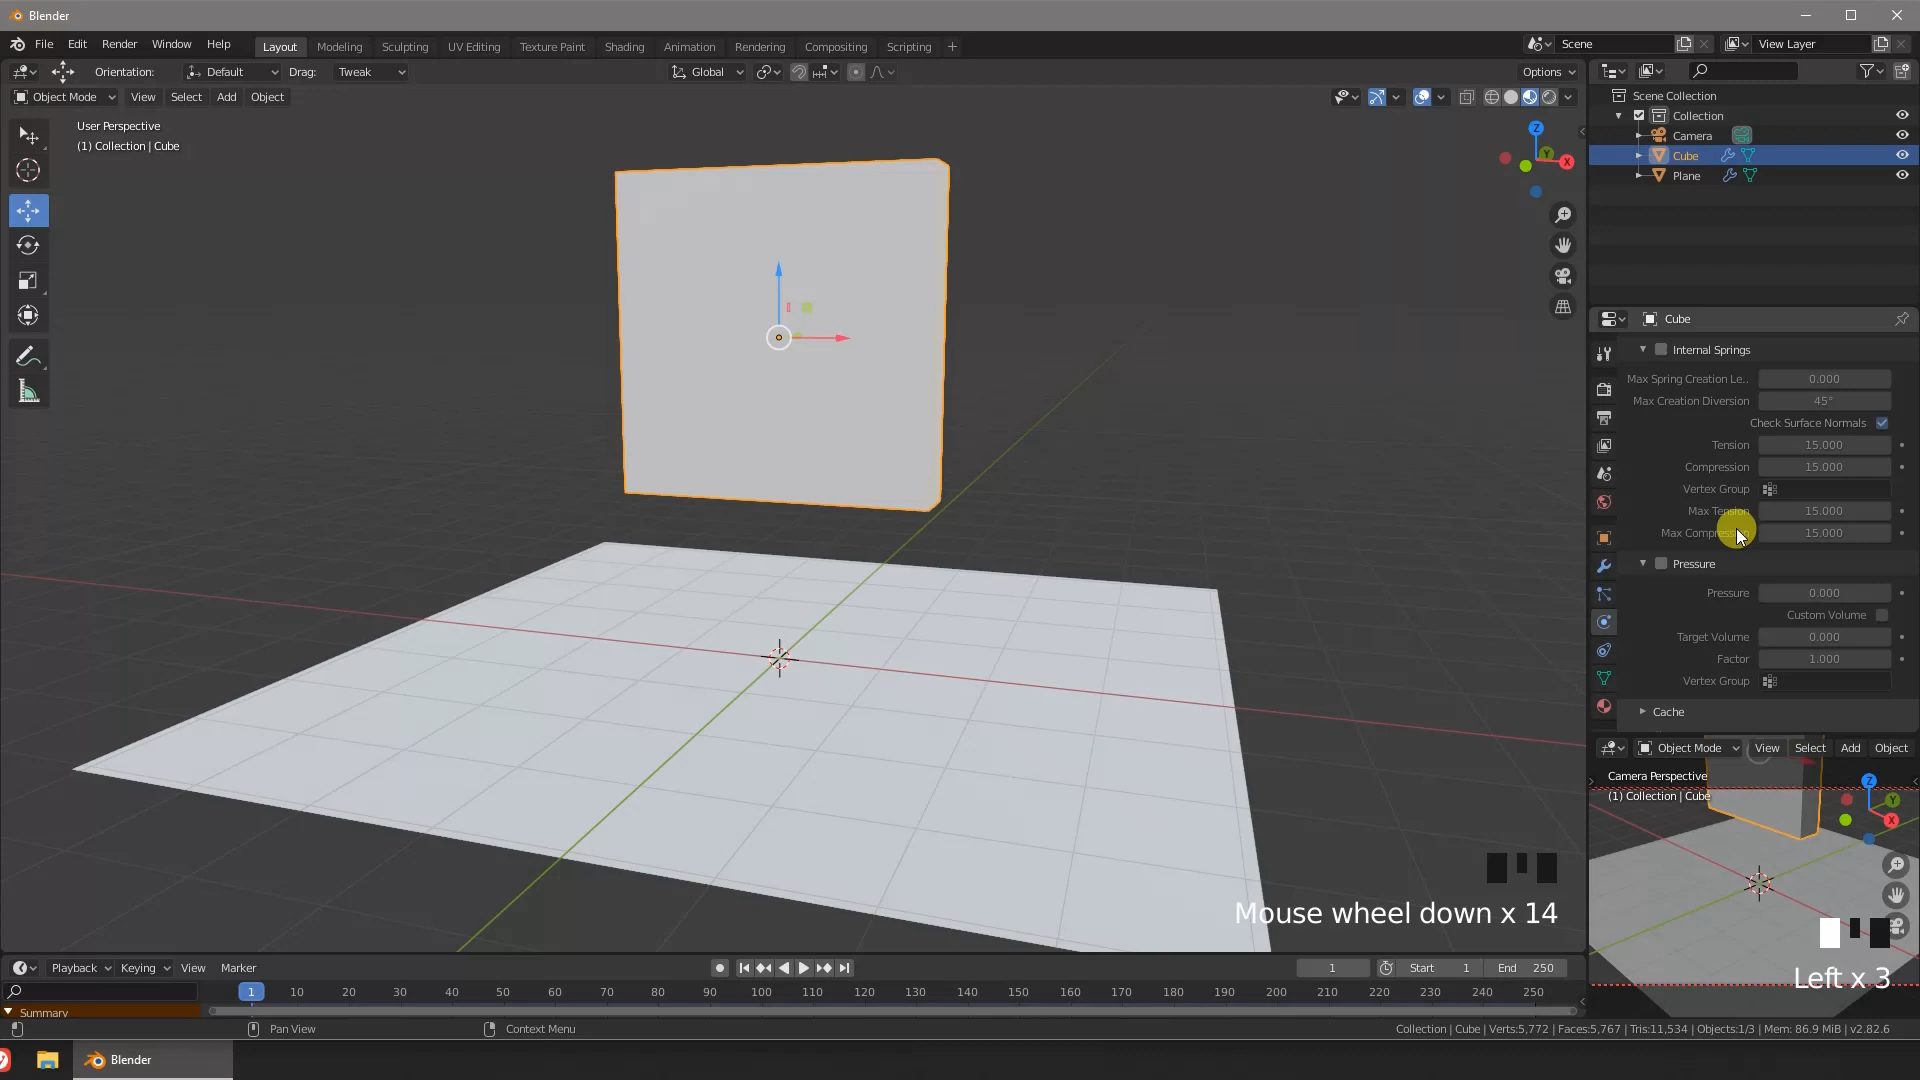 Blender
File Edit Render Window Help
Layout Modeling Sculpting UV Editing Texture Paint Shading Animation Rendering Compositing Scripting +
Scene
View Layer
Orientation: Default Drag: Tweak
Global
Options
Object Mode View Select Add Object
User Perspective
(1) Collection | Cube
Z
Y
X
Scene Collection
Collection
Camera
Cube
Plane
Cube
Internal Springs
Max Spring Creation Le.. 0.000
Max Creation Diversion 45°
Check Surface Normals
Tension 15.000
Compression 15.000
Vertex Group
Max Tension 15.000
Max Compression 15.000
Pressure
Pressure 0.000
Custom Volume
Target Volume 0.000
Factor 1.000
Vertex Group
Cache
Object Mode View Select Add Object
Camera Perspective
(1) Collection | Cube
Z
Y
X
Mouse wheel down x 14
Left x 3
Playback Keying View Marker
1 Start 1 End 250
1 10 20 30 40 50 60 70 80 90 100 110 120 130 140 150 160 170 180 190 200 210 220 230 240 250
Summary
Pan View Context Menu
Collection | Cube | Verts:5,772 | Faces:5,767 | Tris:11,534 | Objects:1/3 | Mem: 86.9 MiB | v2.82.6
Blender